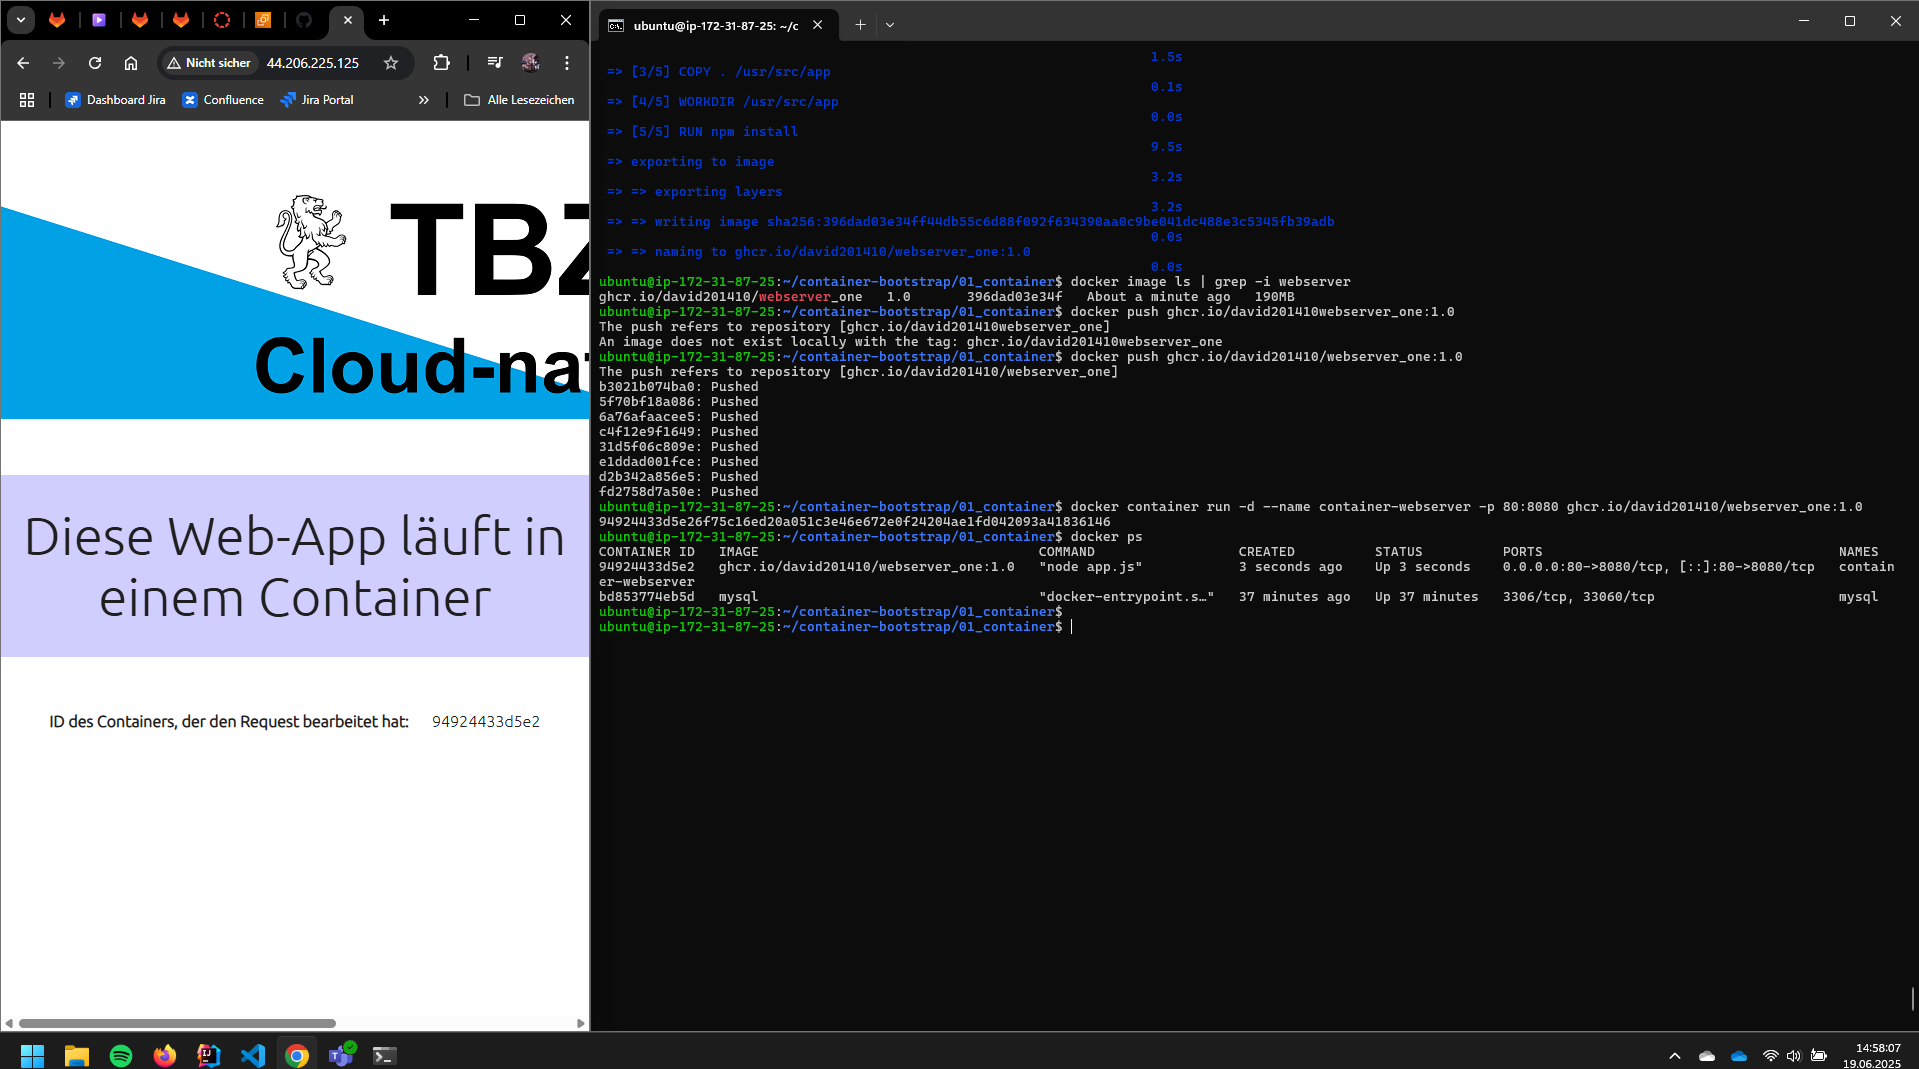 Nicht sicher
44.206.225.125
Dashboard Jira
Confluence
Jira Portal
»
Alle Lesezeichen
TBZ
Cloud-nat
Diese Web-App läuft in
einem Container
ID des Containers, der den Request bearbeitet hat: 94924433d5e2
ubuntu@ip-172-31-87-25: ~/c
1.5s
=> [3/5] COPY . /usr/src/app
0.1s
=> [4/5] WORKDIR /usr/src/app
0.0s
=> [5/5] RUN npm install
9.5s
=> exporting to image
3.2s
=> => exporting layers
3.2s
=> => writing image sha256:396dad03e34ff44db55c6d88f092f634390aa0c9be041dc488e3c5345fb39adb
0.0s
=> => naming to ghcr.io/david201410/webserver_one:1.0
0.0s
ubuntu@ip-172-31-87-25:~/container-bootstrap/01_container$ docker image ls | grep -i webserver
ghcr.io/david201410/webserver_one 1.0 396dad03e34f About a minute ago 190MB
ubuntu@ip-172-31-87-25:~/container-bootstrap/01_container$ docker push ghcr.io/david201410webserver_one:1.0
The push refers to repository [ghcr.io/david201410webserver_one]
An image does not exist locally with the tag: ghcr.io/david201410webserver_one
ubuntu@ip-172-31-87-25:~/container-bootstrap/01_container$ docker push ghcr.io/david201410/webserver_one:1.0
The push refers to repository [ghcr.io/david201410/webserver_one]
b3021b074ba0: Pushed
5f70bf18a086: Pushed
6a76afaacee5: Pushed
c4f12e9f1649: Pushed
31d5f06c809e: Pushed
e1ddad001fce: Pushed
d2b342a856e5: Pushed
fd2758d7a50e: Pushed
ubuntu@ip-172-31-87-25:~/container-bootstrap/01_container$ docker container run -d --name container-webserver -p 80:8080 ghcr.io/david201410/webserver_one:1.0
94924433d5e26f75c16ed20a051c3e46e672e0f24204ae1fd042093a41836146
ubuntu@ip-172-31-87-25:~/container-bootstrap/01_container$ docker ps
CONTAINER ID IMAGE COMMAND CREATED STATUS PORTS NAMES
94924433d5e2 ghcr.io/david201410/webserver_one:1.0 "node app.js" 3 seconds ago Up 3 seconds 0.0.0.0:80->8080/tcp, [::]:80->8080/tcp contain
er-webserver
bd853774eb5d mysql "docker-entrypoint.s…" 37 minutes ago Up 37 minutes 3306/tcp, 33060/tcp mysql
ubuntu@ip-172-31-87-25:~/container-bootstrap/01_container$
ubuntu@ip-172-31-87-25:~/container-bootstrap/01_container$
14:58:07
19.06.2025